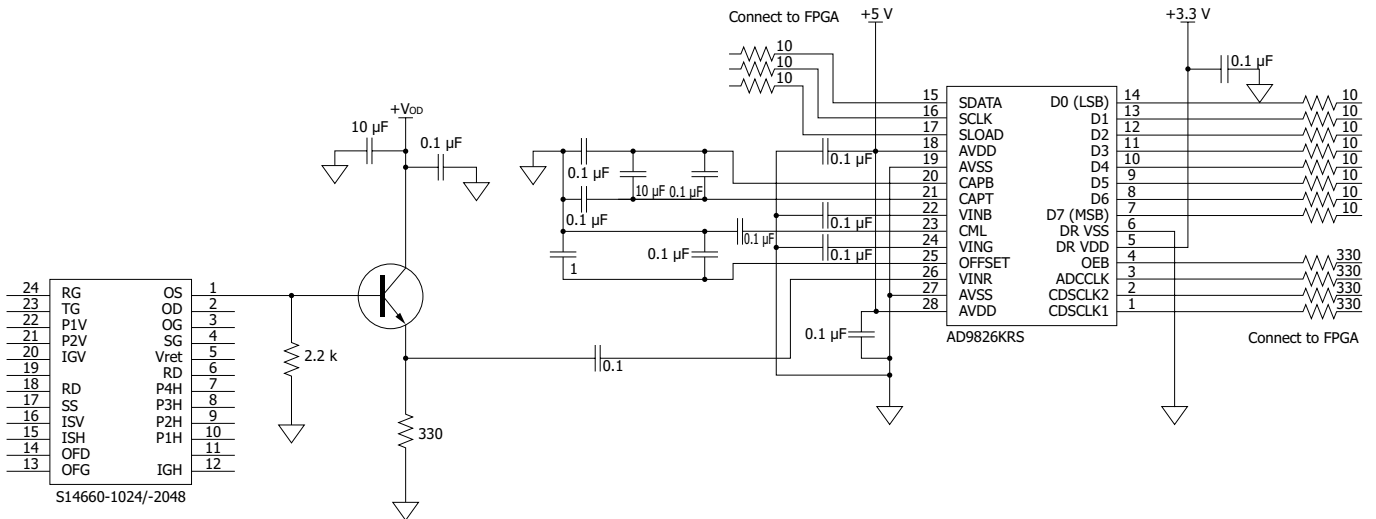 Connect to FPGA
+5 V
+3.3 V
10
10
10
0.1 µF
+VOD
10 µF
0.1 µF
15 SDATA
16 SCLK
17 SLOAD
18 AVDD
19 AVSS
20 CAPB
21 CAPT
22 VINB
23 CML
24 VING
25 OFFSET
26 VINR
27 AVSS
28 AVDD
D0 (LSB) 14 10
D1 13 10
D2 12 10
D3 11 10
D4 10 10
D5 9 10
D6 8 10
D7 (MSB) 7 10
DR VSS 6
DR VDD 5
OEB 4 330
ADCCLK 3 330
CDSCLK2 2 330
CDSCLK1 1 330
AD9826KRS
Connect to FPGA
0.1 µF
0.1 µF
10 µF
0.1 µF
0.1 µF
0.1 µF
0.1 µF
0.1 µF
0.1 µF
1
0.1 µF
0.1
24 RG OS 1
23 TG OD 2
22 P1V OG 3
21 P2V SG 4
20 IGV Vret 5
19 RD 6
18 RD P4H 7
17 SS P3H 8
16 ISV P2H 9
15 ISH P1H 10
14 OFD 11
13 OFG IGH 12
S14660-1024/-2048
2.2 k
330